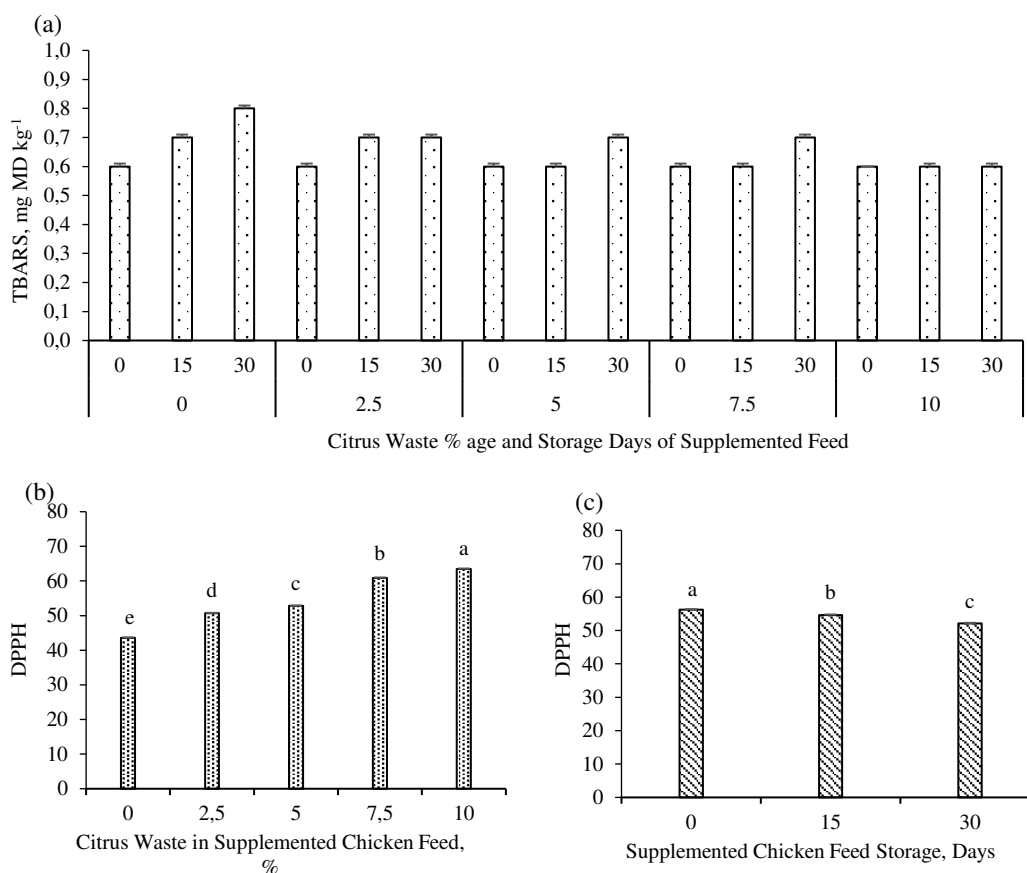 (a)
1,0
0,9
0,8
0,7
0,6
0,5
0,4
0,3
0,2
0,1
0,0
TBARS, mg MD kg-1
0 15 30 0 15 30 0 15 30 0 15 30 0 15 30
0 2.5 5 7.5 10
Citrus Waste % age and Storage Days of Supplemented Feed
(b)
80
70
60
50
40
30
20
10
0
DPPH
e d c b a
0 2,5 5 7,5 10
Citrus Waste in Supplemented Chicken Feed,
%
(c)
80
70
60
50
40
30
20
10
0
DPPH
a b c
0 15 30
Supplemented Chicken Feed Storage, Days